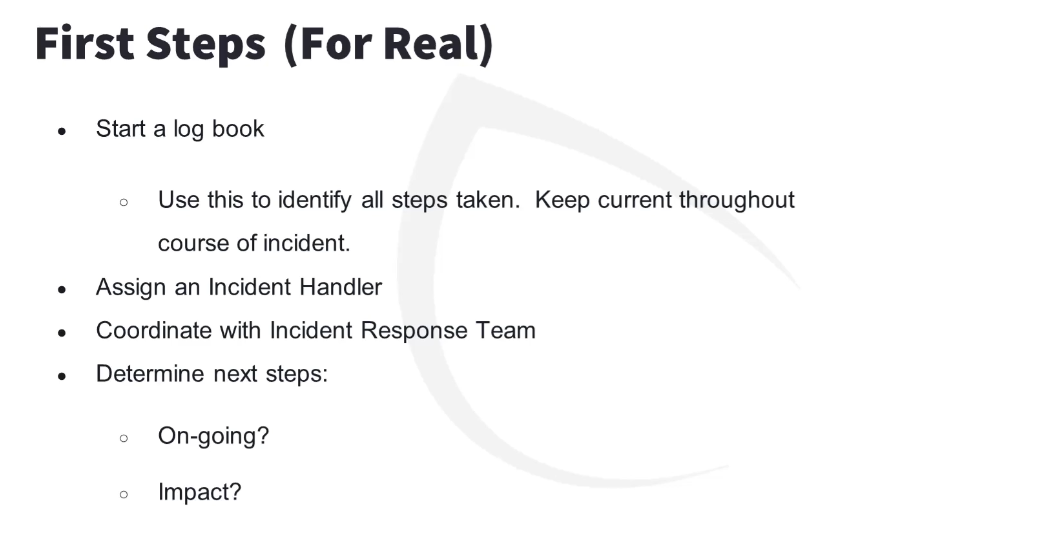 First Steps (For Real)
• Start a log book
○ Use this to identify all steps taken. Keep current throughout
course of incident.
• Assign an Incident Handler
• Coordinate with Incident Response Team
• Determine next steps:
○ On-going?
○ Impact?